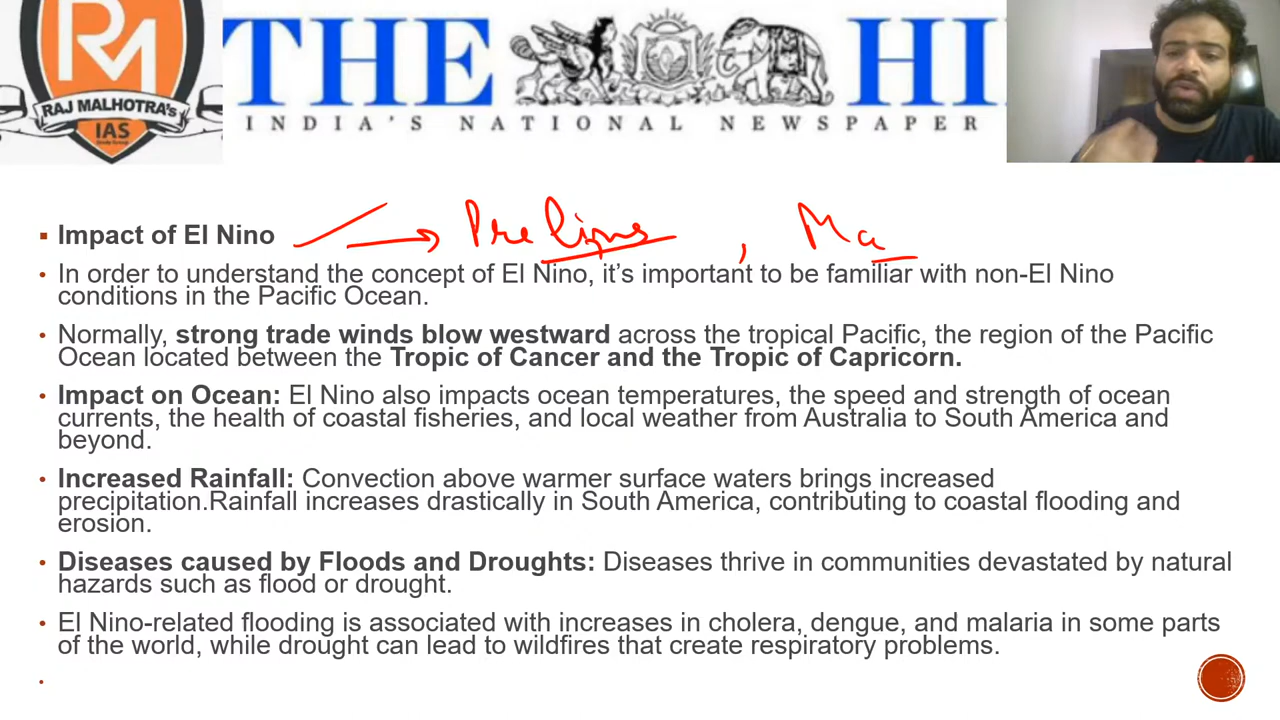 RM
RAJ MALHOTRA's
IAS
Study Group
THE HI
INDIA'S NATIONAL NEWSPAPER
Impact of El Nino → Prelims , Ma
In order to understand the concept of El Nino, it's important to be familiar with non-El Nino
conditions in the Pacific Ocean.
Normally, strong trade winds blow westward across the tropical Pacific, the region of the Pacific
Ocean located between the Tropic of Cancer and the Tropic of Capricorn.
Impact on Ocean: El Nino also impacts ocean temperatures, the speed and strength of ocean
currents, the health of coastal fisheries, and local weather from Australia to South America and
beyond.
Increased Rainfall: Convection above warmer surface waters brings increased
precipitation.Rainfall increases drastically in South America, contributing to coastal flooding and
erosion.
Diseases caused by Floods and Droughts: Diseases thrive in communities devastated by natural
hazards such as flood or drought.
El Nino-related flooding is associated with increases in cholera, dengue, and malaria in some parts
of the world, while drought can lead to wildfires that create respiratory problems.